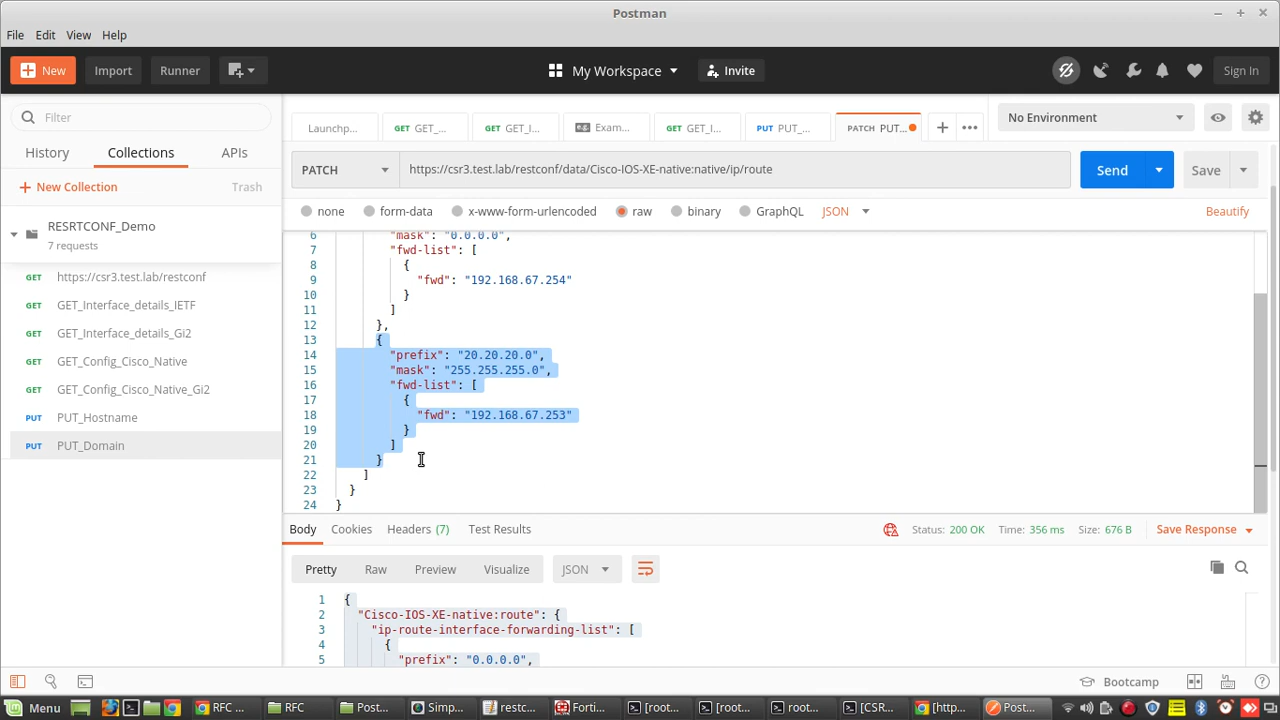 Postman
File Edit View Help
New Import Runner My Workspace Invite Sign In
Filter
History Collections APIs
+ New Collection Trash
RESRTCONF_Demo
7 requests
GET https://csr3.test.lab/restconf
GET GET_Interface_details_IETF
GET GET_Interface_details_Gi2
GET GET_Config_Cisco_Native
GET GET_Config_Cisco_Native_Gi2
PUT PUT_Hostname
PUT PUT_Domain
Launchp... GET GET_... GET GET_I... Exam... GET GET_I... PUT PUT_... PATCH PUT... + ••• No Environment
PATCH https://csr3.test.lab/restconf/data/Cisco-IOS-XE-native:native/ip/route Send Save
none form-data x-www-form-urlencoded raw binary GraphQL JSON Beautify
6 "mask": "0.0.0.0",
7 "fwd-list": [
8 {
9 "fwd": "192.168.67.254"
10 }
11 ]
12 },
13 {
14 "prefix": "20.20.20.0",
15 "mask": "255.255.255.0",
16 "fwd-list": [
17 {
18 "fwd": "192.168.67.253"
19 }
20 ]
21 }
22 ]
23 }
24 }
Body Cookies Headers (7) Test Results Status: 200 OK Time: 356 ms Size: 676 B Save Response
Pretty Raw Preview Visualize JSON
1 {
2 "Cisco-IOS-XE-native:route": {
3 "ip-route-interface-forwarding-list": [
4 {
5 "prefix": "0.0.0.0",
Bootcamp
Menu RFC ... RFC Post... Simp... restc... Forti... [root... [root... root... [CSR... [http... Post...